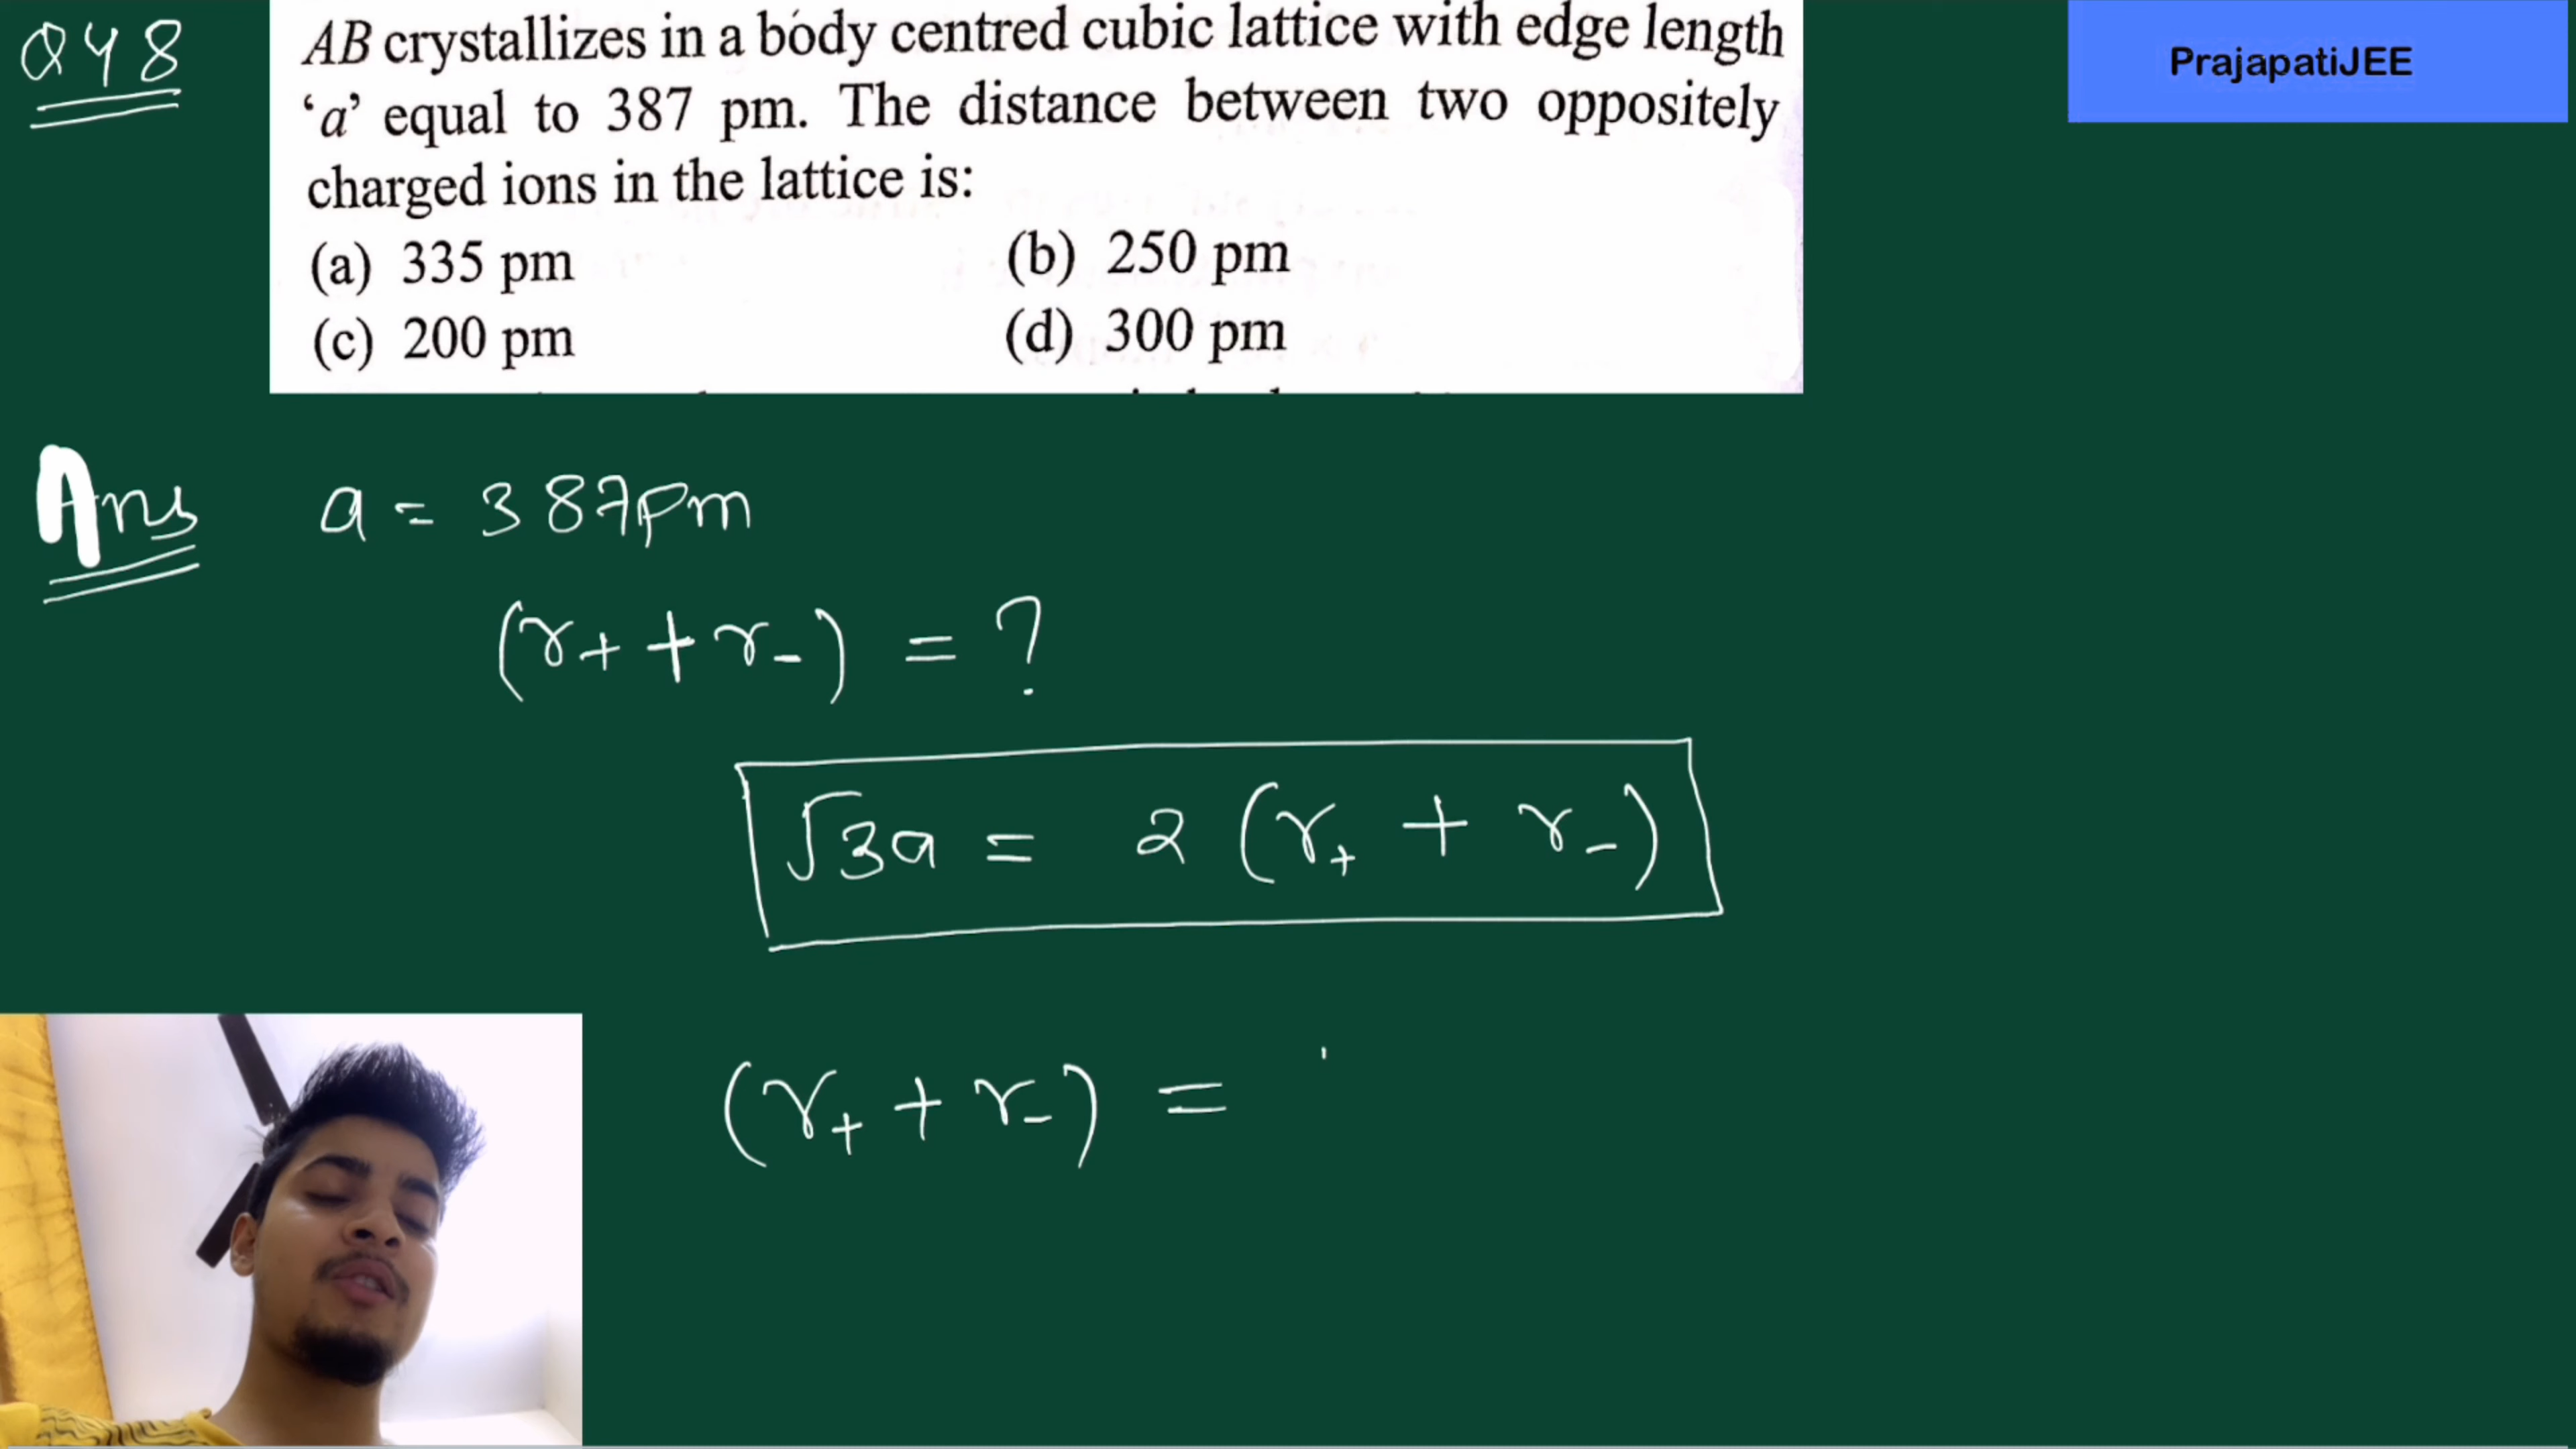 Q48
AB crystallizes in a body centred cubic lattice with edge length
‘a’ equal to 387 pm. The distance between two oppositely
charged ions in the lattice is:
(a) 335 pm
(b) 250 pm
(c) 200 pm
(d) 300 pm
PrajapatiJEE
Ans
a = 387pm
(r+ + r-) = ?
√3a = 2 (r+ + r-)
(r+ + r-) =